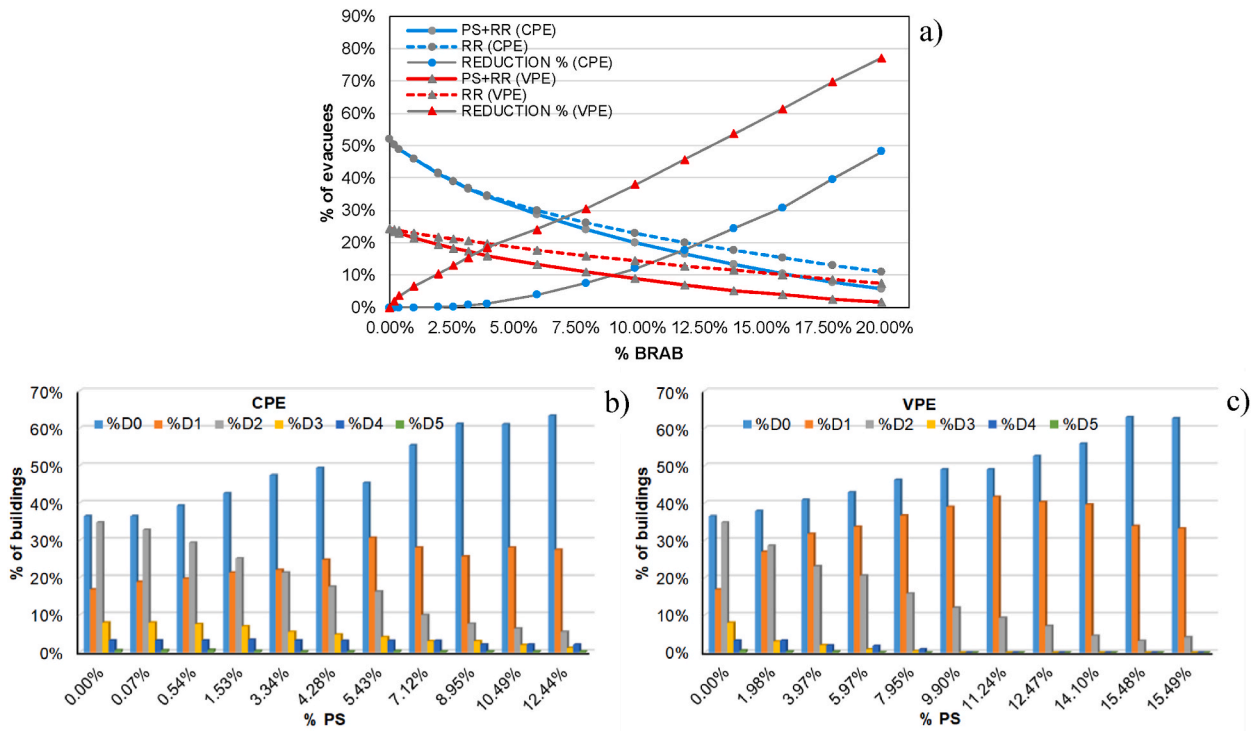 a)
90%
80%
70%
60%
50%
40%
30%
20%
10%
0%
% of evacuees
PS+RR (CPE)
RR (CPE)
REDUCTION % (CPE)
PS+RR (VPE)
RR (VPE)
REDUCTION % (VPE)
0.00% 2.50% 5.00% 7.50% 10.00% 12.50% 15.00% 17.50% 20.00%
% BRAB
b)
70%
60%
50%
40%
30%
20%
10%
0%
% of buildings
CPE
%D0 %D1 %D2 %D3 %D4 %D5
0.00% 0.07% 0.54% 1.53% 3.34% 4.28% 5.43% 7.12% 8.95% 10.49% 12.44%
% PS
c)
70%
60%
50%
40%
30%
20%
10%
0%
% of buildings
VPE
%D0 %D1 %D2 %D3 %D4 %D5
0.00% 1.98% 3.97% 5.97% 7.95% 9.90% 11.24% 12.47% 14.10% 15.48% 15.49%
% PS